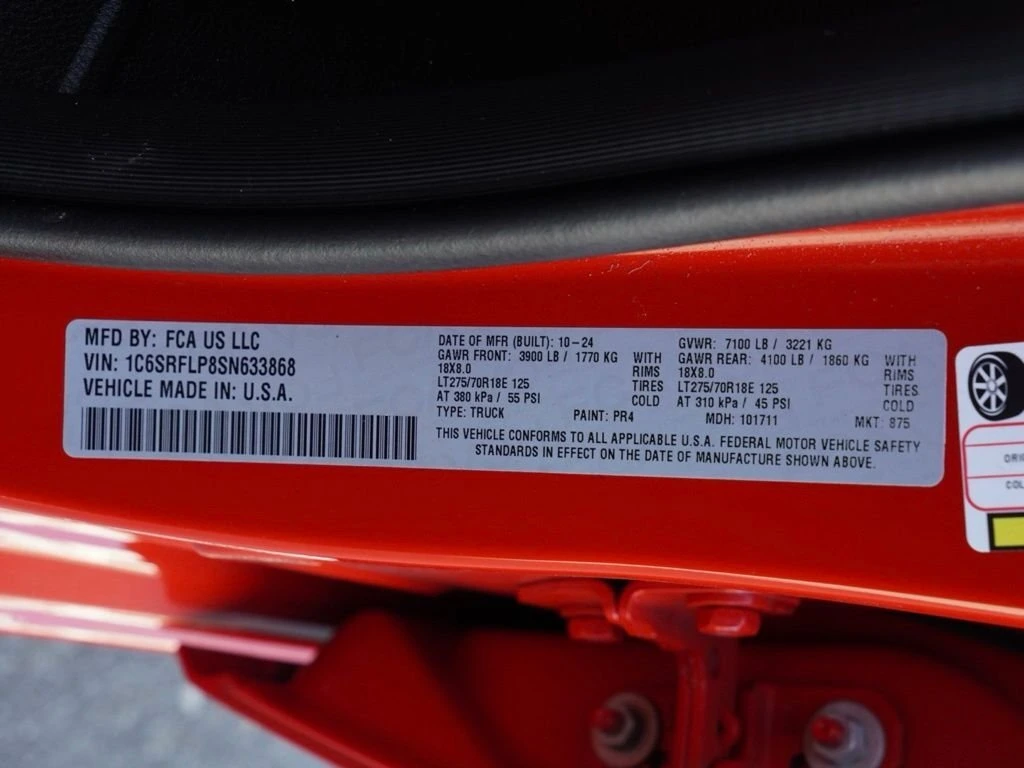 MFD BY: FCA US LLC
VIN: 1C6SRFLP8SN633868
VEHICLE MADE IN: U.S.A.
DATE OF MFR (BUILT): 10-24
GAWR FRONT: 3900 LB / 1770 KG WITH
18X8.0 RIMS
LT275/70R18E 125 TIRES
AT 380 kPa / 55 PSI COLD
TYPE: TRUCK PAINT: PR4
GVWR: 7100 LB / 3221 KG
GAWR REAR: 4100 LB / 1860 KG WITH
18X8.0 RIMS
LT275/70R18E 125 TIRES
AT 310 kPa / 45 PSI COLD
MDH: 101711 MKT: 875
THIS VEHICLE CONFORMS TO ALL APPLICABLE U.S.A. FEDERAL MOTOR VEHICLE SAFETY
STANDARDS IN EFFECT ON THE DATE OF MANUFACTURE SHOWN ABOVE.